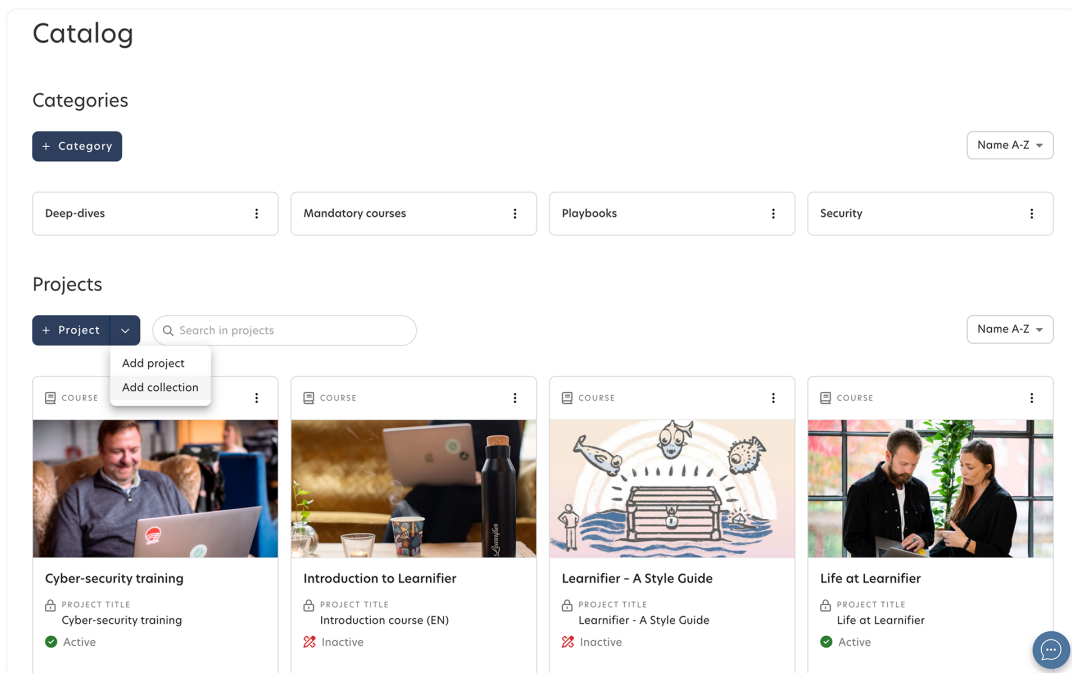 Catalog
Categories
+ Category
Name A-Z
Deep-dives
Mandatory courses
Playbooks
Security
Projects
+ Project
Search in projects
Name A-Z
Add project
Add collection
COURSE
COURSE
COURSE
COURSE
Learnifier
Cyber-security training
Introduction to Learnifier
Learnifier - A Style Guide
Life at Learnifier
PROJECT TITLE
PROJECT TITLE
PROJECT TITLE
PROJECT TITLE
Cyber-security training
Introduction course (EN)
Learnifier - A Style Guide
Life at Learnifier
Active
Inactive
Inactive
Active